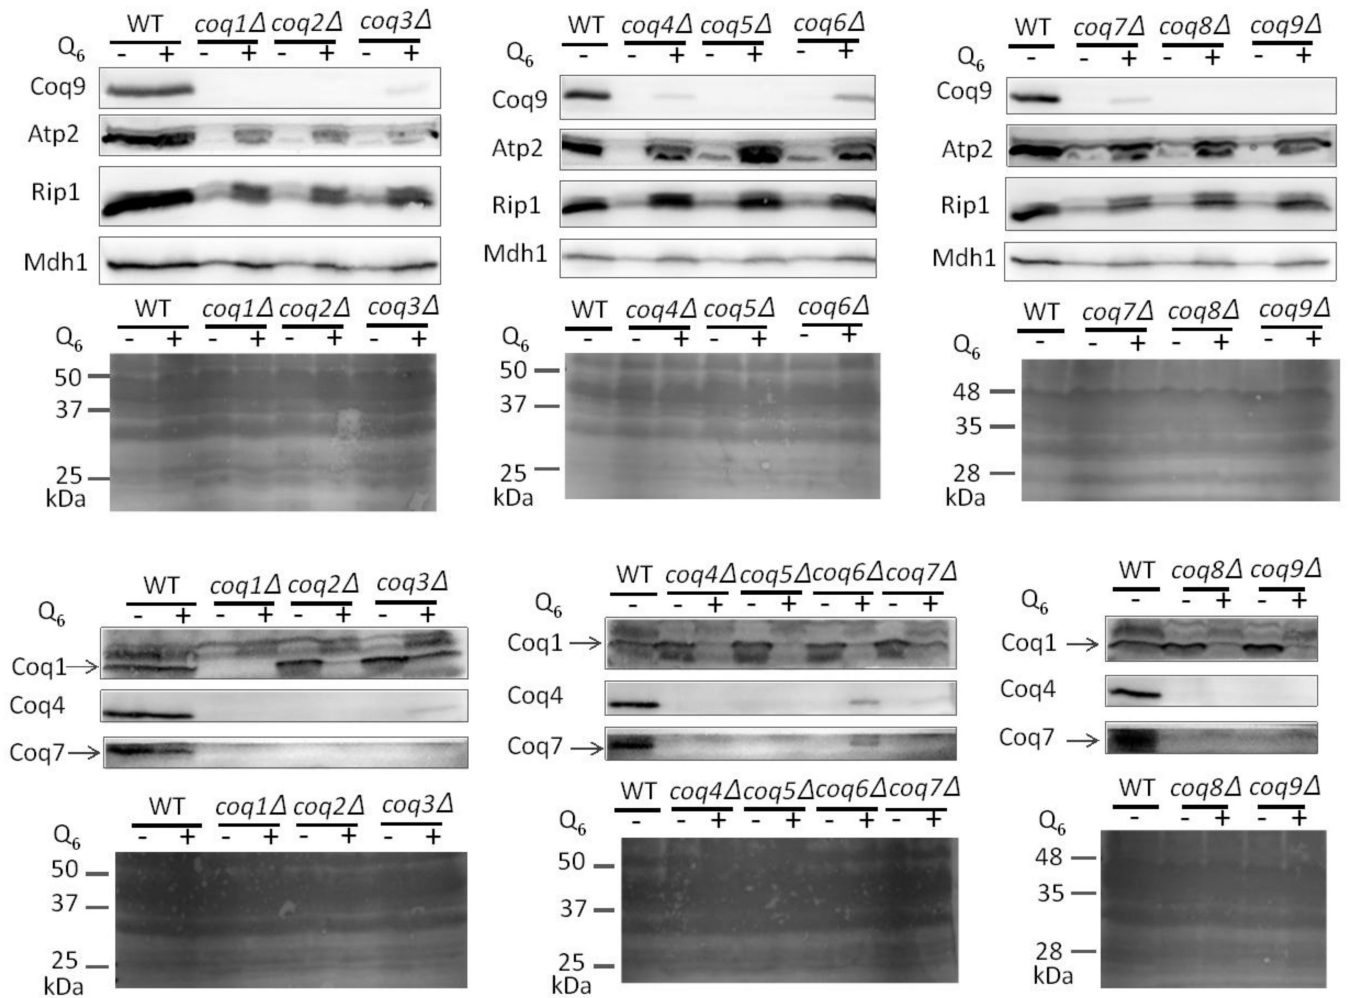 WT coq1Δ coq2Δ coq3Δ
Q6 - + - + - + - +
Coq9
Atp2
Rip1
Mdh1
WT coq1Δ coq2Δ coq3Δ
Q6 - + - + - + - +
50
37
25
kDa
WT coq4Δ coq5Δ coq6Δ
Q6 - - + - + - +
Coq9
Atp2
Rip1
Mdh1
WT coq4Δ coq5Δ coq6Δ
Q6 - - + - + - +
50
37
25
kDa
WT coq7Δ coq8Δ coq9Δ
Q6 - - + - + - +
Coq9
Atp2
Rip1
Mdh1
WT coq7Δ coq8Δ coq9Δ
Q6 - - + - + - +
48
35
28
kDa
WT coq1Δ coq2Δ coq3Δ
Q6 - + - + - + - +
Coq1
Coq4
Coq7
WT coq1Δ coq2Δ coq3Δ
Q6 - + - + - + - +
50
37
25
kDa
WT coq4Δ coq5Δ coq6Δ coq7Δ
Q6 - - + - + - + - +
Coq1
Coq4
Coq7
WT coq4Δ coq5Δ coq6Δ coq7Δ
Q6 - - + - + - + - +
50
37
25
kDa
WT coq8Δ coq9Δ
Q6 - - + - +
Coq1
Coq4
Coq7
WT coq8Δ coq9Δ
Q6 - - + - +
48
35
28
kDa